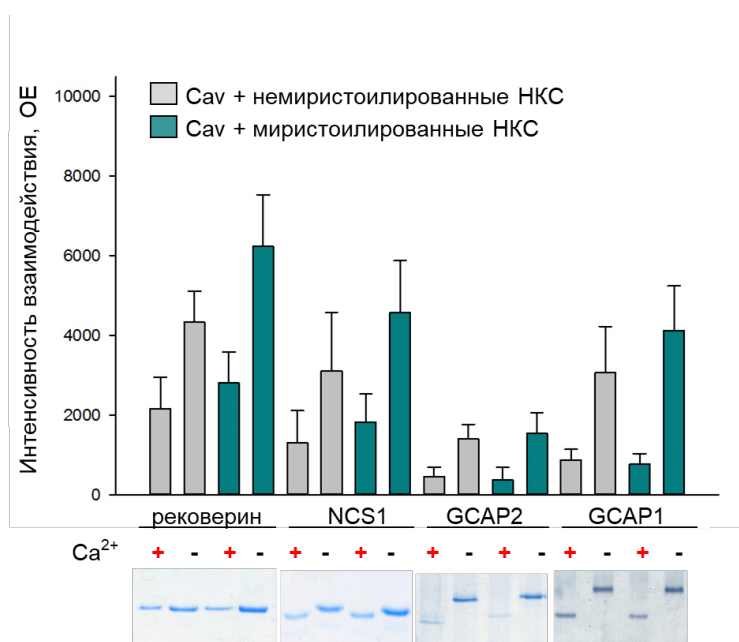 Интенсивность взаимодействия, ОЕ
10000
8000
6000
4000
2000
0
Cav + немиристоилированные НКС
Cav + миристоилированные НКС
рековерин NCS1 GCAP2 GCAP1
Ca²⁺ + - + - + - + - + - + - + - + -